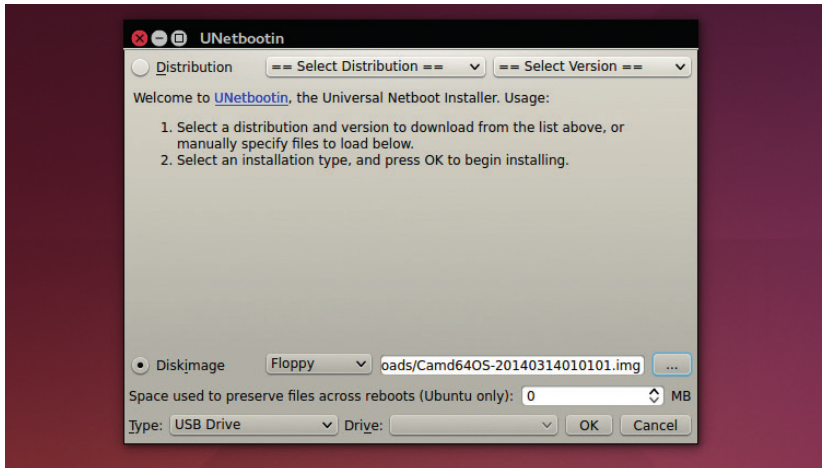 UNetbootin
Distribution == Select Distribution == == Select Version ==
Welcome to UNetbootin, the Universal Netboot Installer. Usage:
1. Select a distribution and version to download from the list above, or
manually specify files to load below.
2. Select an installation type, and press OK to begin installing.
Diskimage Floppy oads/Camd64OS-20140314010101.img ...
Space used to preserve files across reboots (Ubuntu only): 0 MB
Type: USB Drive Drive: OK Cancel